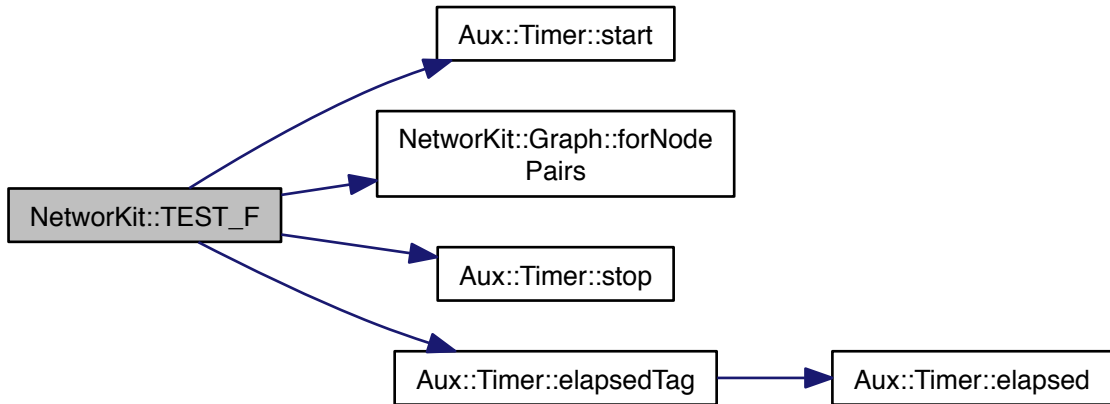 Aux::Timer::start
NetworKit::Graph::forNode
Pairs
NetworKit::TEST_F
Aux::Timer::stop
Aux::Timer::elapsedTag
Aux::Timer::elapsed